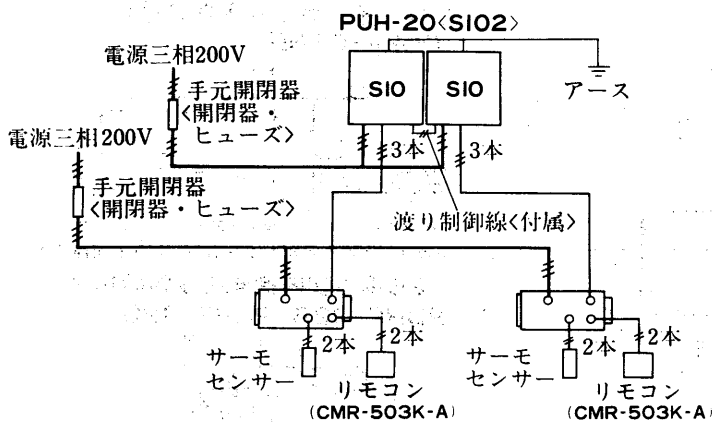 PUH-20〈S102〉
電源三相200V
手元開閉器
〈開閉器・
ヒューズ〉
S10
S10
アース
電源三相200V
3本
3本
手元開閉器
〈開閉器・ヒューズ〉
渡り制御線〈付属〉
2本
2本
サーモ
センサー
リモコン
(CMR-503K-A)
2本
2本
サーモ
センサー
リモコン
(CMR-503K-A)